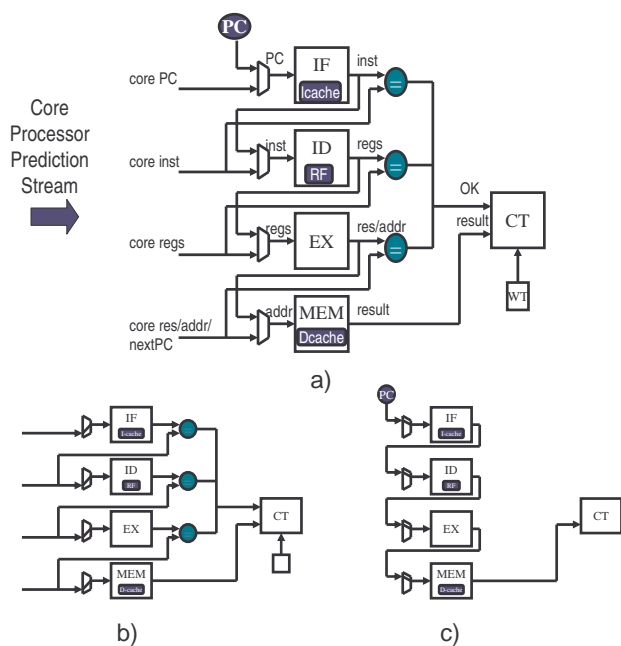 PC
PC
IF
inst
core PC
Icache
=
Core
Processor
Prediction
Stream
core inst
inst
ID
regs
RF
=
OK
result
CT
core regs
regs
EX
res/addr
=
WT
core res/addr/
nextPC
addr
MEM
result
Dcache
a)
IF
I-cache
=
ID
RF
=
EX
=
CT
MEM
D-cache
b)
PC
IF
I-cache
ID
RF
EX
CT
MEM
D-cache
c)